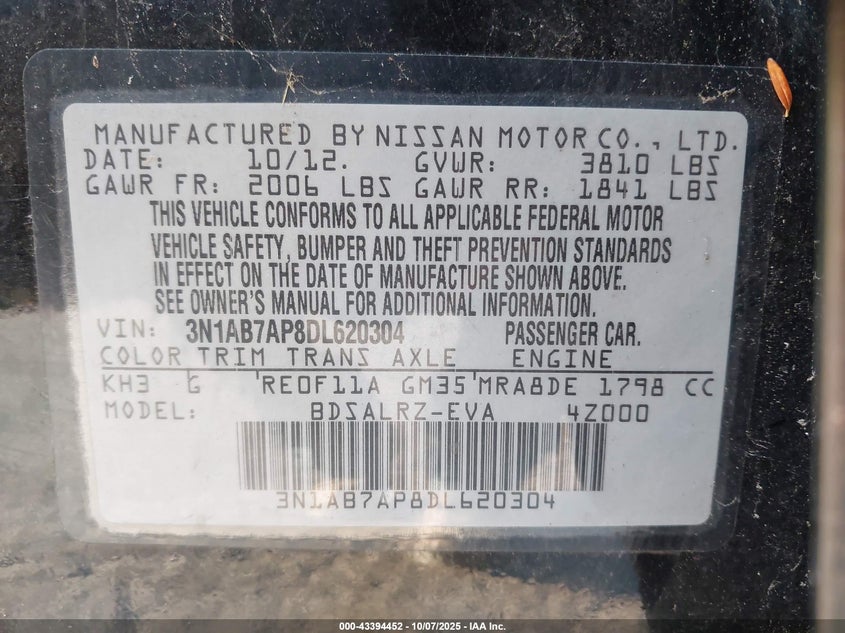 MANUFACTURED BY NISSAN MOTOR CO., LTD.
DATE: 10/12. GVWR: 3810 LBS
GAWR FR: 2006 LBS GAWR RR: 1841 LBS
THIS VEHICLE CONFORMS TO ALL APPLICABLE FEDERAL MOTOR
VEHICLE SAFETY, BUMPER AND THEFT PREVENTION STANDARDS
IN EFFECT ON THE DATE OF MANUFACTURE SHOWN ABOVE.
SEE OWNER'S MANUAL FOR ADDITIONAL INFORMATION.
VIN: 3N1AB7AP8DL620304 PASSENGER CAR.
COLOR TRIM TRANS AXLE ENGINE
KH3 G RE0F11A GM35 MRA8DE 1798 CC
MODEL: BDSALRZ-EVA 4Z000
3N1AB7AP8DL620304
000-43394452 - 10/07/2025 - IAA Inc.